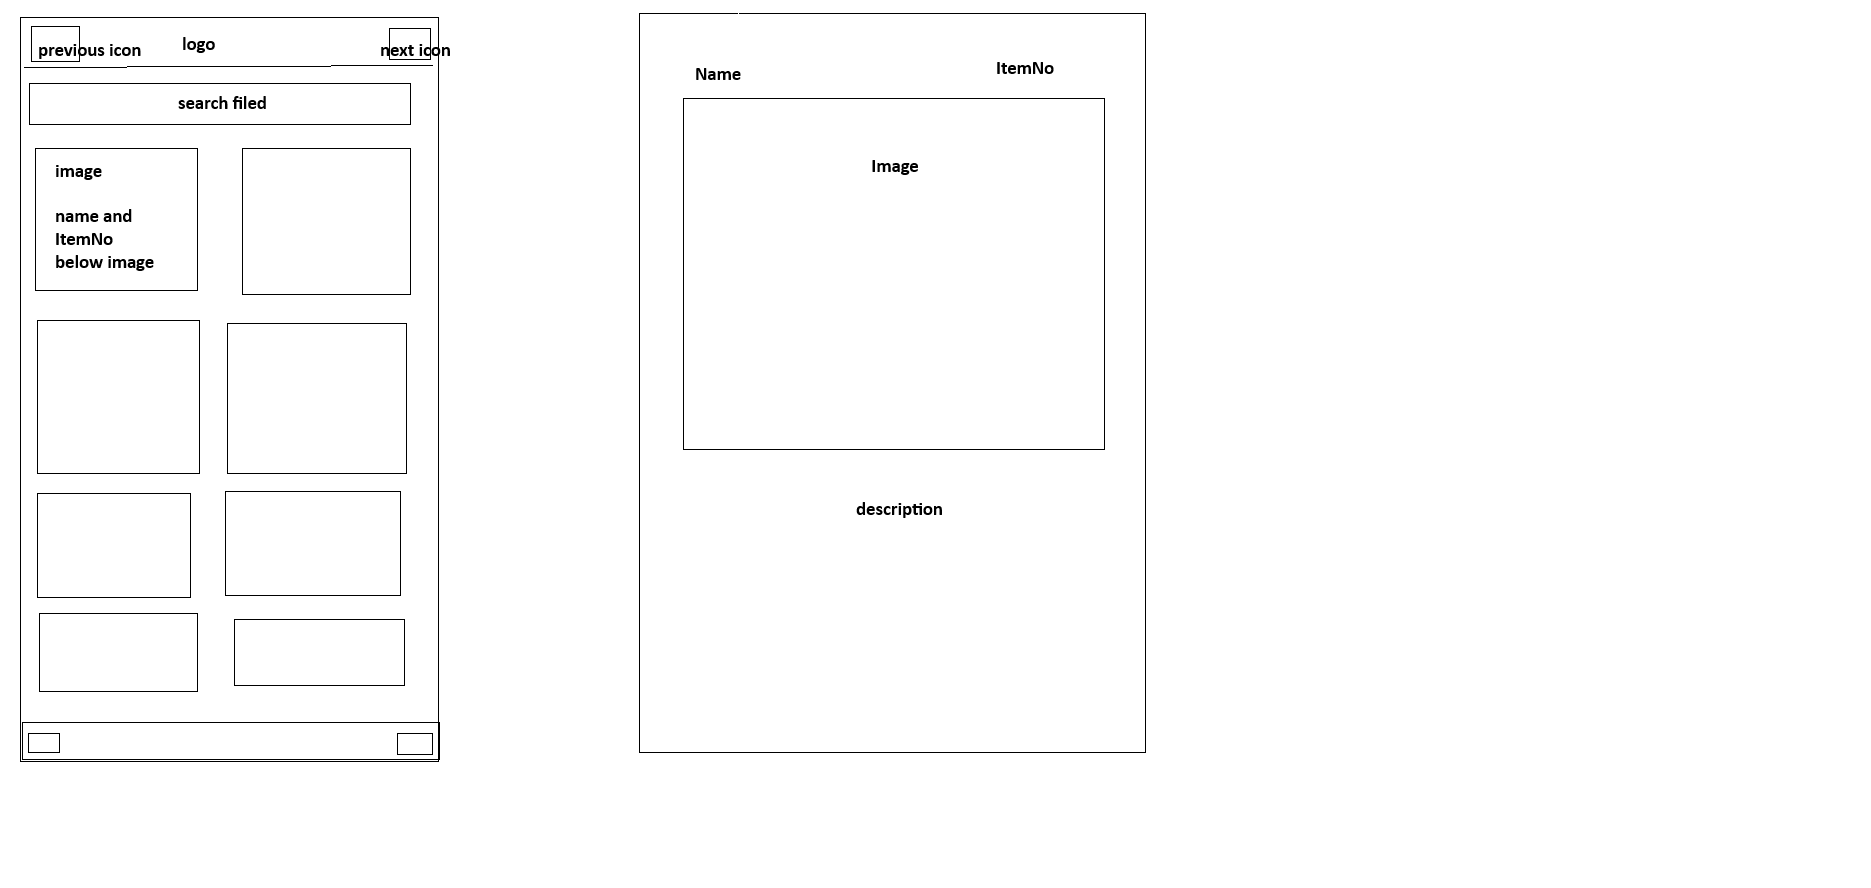 previous icon
logo
next icon
search filed
image
name and
ItemNo
below image
Name
ItemNo
Image
description